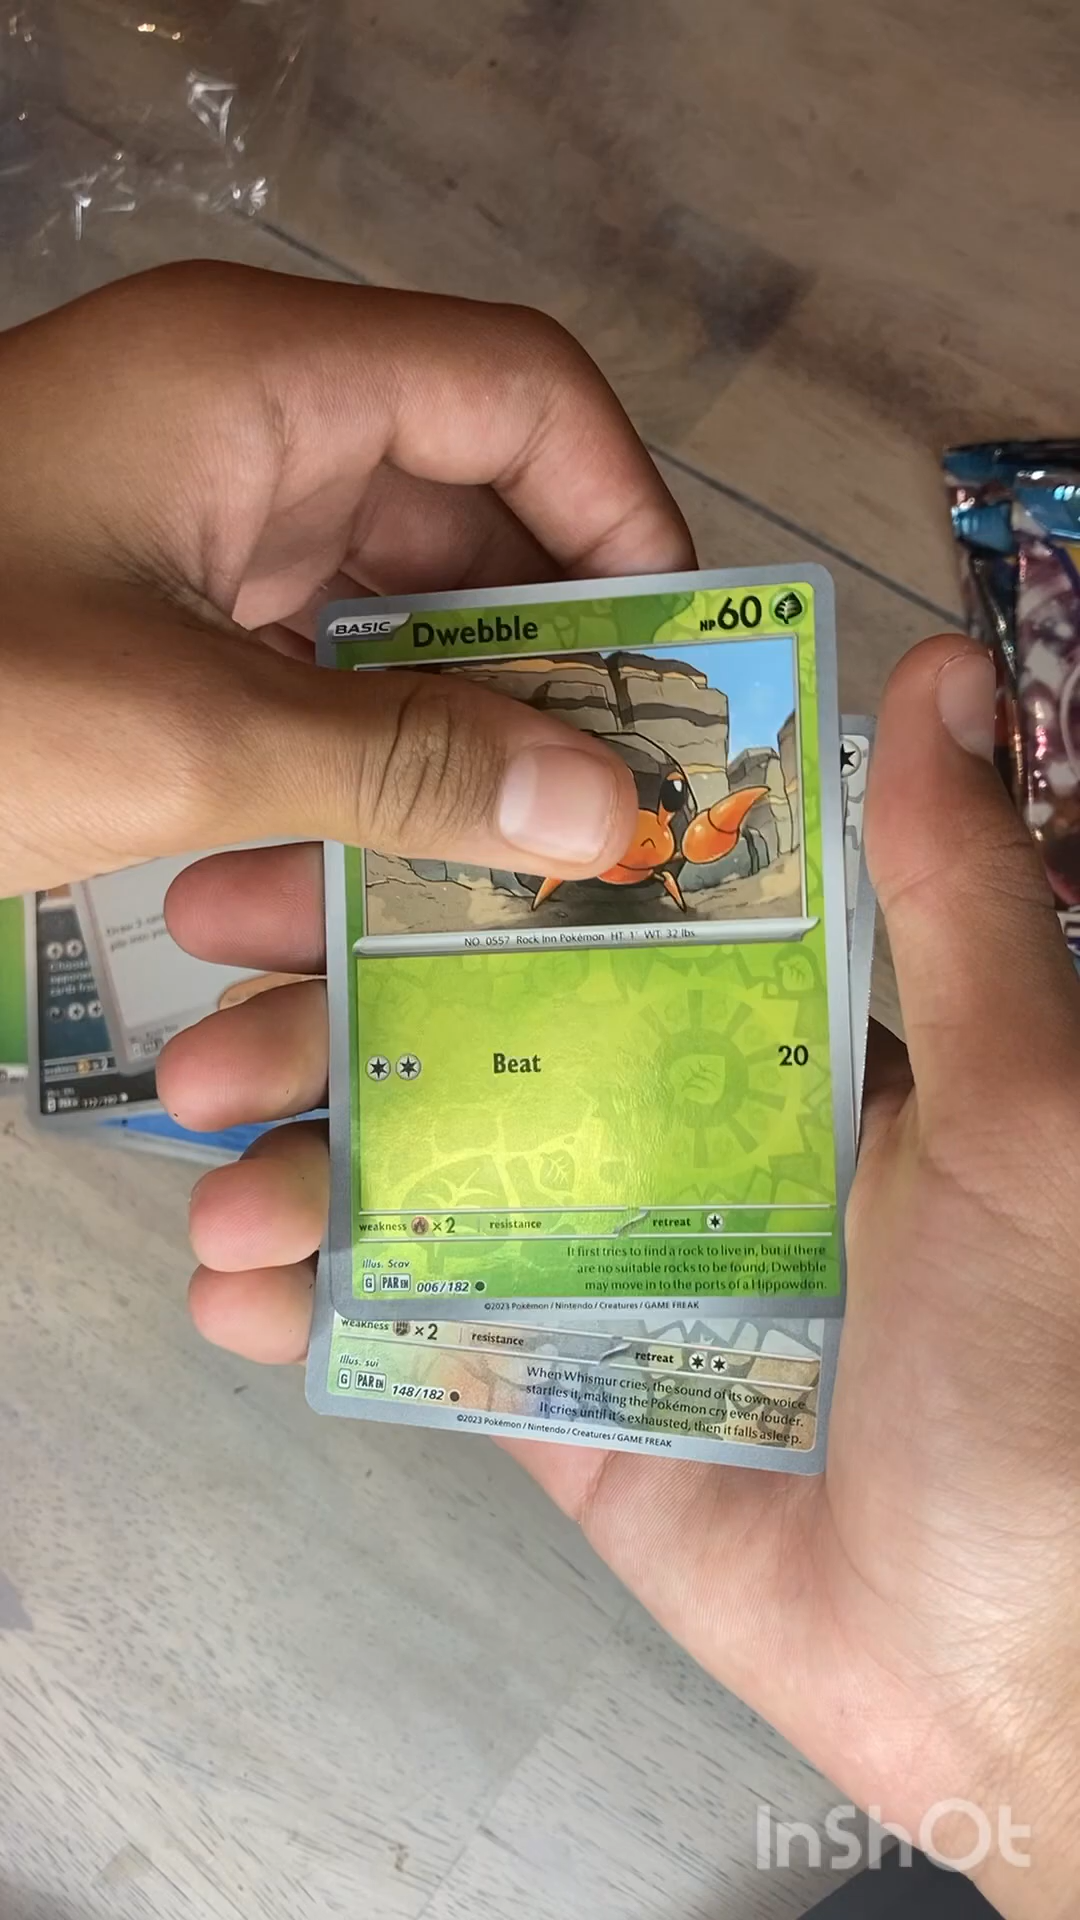 BASIC Dwebble HP 60
NO. 0557 Rock Inn Pokémon HT: 1' WT: 32 lbs.
Beat 20
weakness ×2 resistance retreat
It first tries to find a rock to live in, but if there
are no suitable rocks to be found, Dwebble
may move in to the ports of a Hippowdon.
Illus. Scav
G PAR EN 006/182
©2023 Pokémon / Nintendo / Creatures / GAME FREAK
weakness ×2 resistance retreat
When Whismur cries, the sound of its own voice
startles it, making the Pokémon cry even louder.
It cries until it's exhausted, then it falls asleep.
Illus. sui
G PAR EN 148/182
©2023 Pokémon / Nintendo / Creatures / GAME FREAK
InShOt